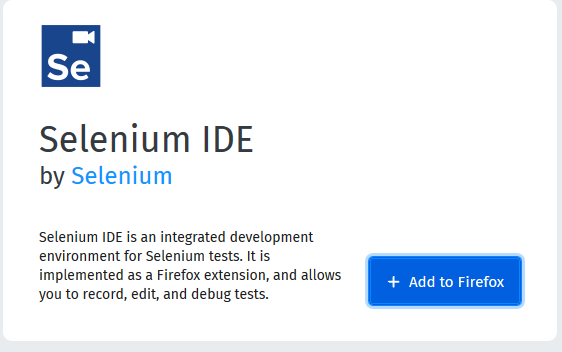 Se
Selenium IDE
by Selenium
Selenium IDE is an integrated development
environment for Selenium tests. It is
implemented as a Firefox extension, and allows
you to record, edit, and debug tests.
+ Add to Firefox